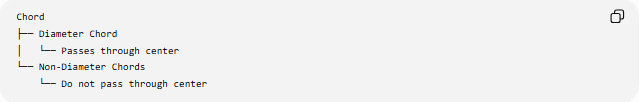 Chord
├── Diameter Chord
│   └── Passes through center
└── Non-Diameter Chords
    └── Do not pass through center